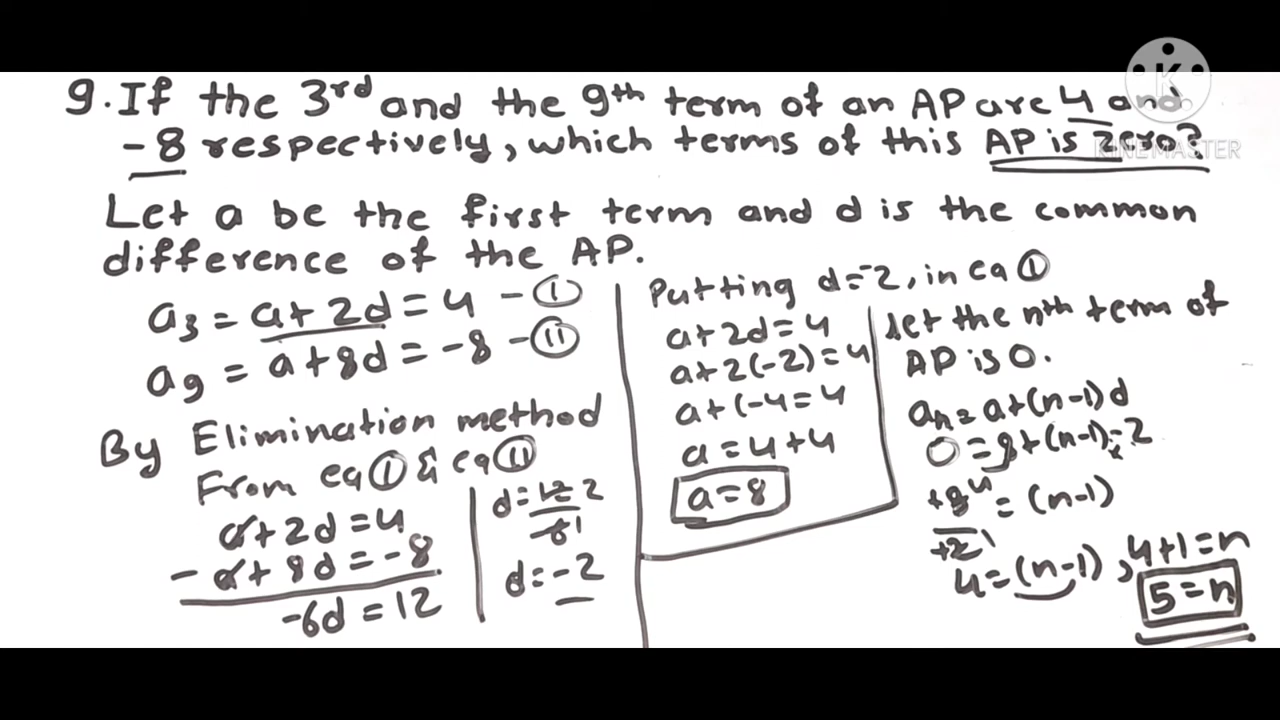 9. If the 3rd and the 9th term of an AP are 4 and
-8 respectively, which terms of this AP is zero?
Let a be the first term and d is the common
difference of the AP.
a3 = a+2d = 4 - (I)
a9 = a+8d = -8 - (II)
By Elimination method
From eq (I) & eq (II)
a+2d = 4
- a+8d = -8
-6d = 12
d = 12 2
-6 1
d = -2
Putting d=-2, in eq (I)
a+2d = 4
a+2(-2) = 4
a+(-4 = 4
a = 4+4
a = 8
Let the nth term of
AP is 0.
an = a+(n-1)d
0 = 8+(n-1)x-2
+8 4 = (n-1)
+2 1
4 = (n-1), 4+1 = n
5 = n
K
KINEMASTER